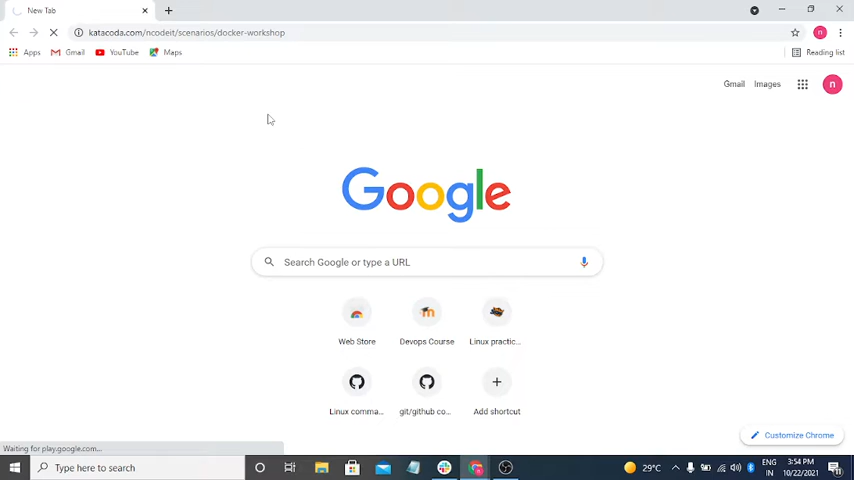 New Tab
katacoda.com/ncodeit/scenarios/docker-workshop
n
Apps Gmail YouTube Maps Reading list
Gmail Images n
Google
Search Google or type a URL
Web Store Devops Course Linux practic...
Linux comma... git/github co... Add shortcut
Customize Chrome
Waiting for play.google.com...
Type here to search
29°C
ENG
IN
3:54 PM
10/22/2021